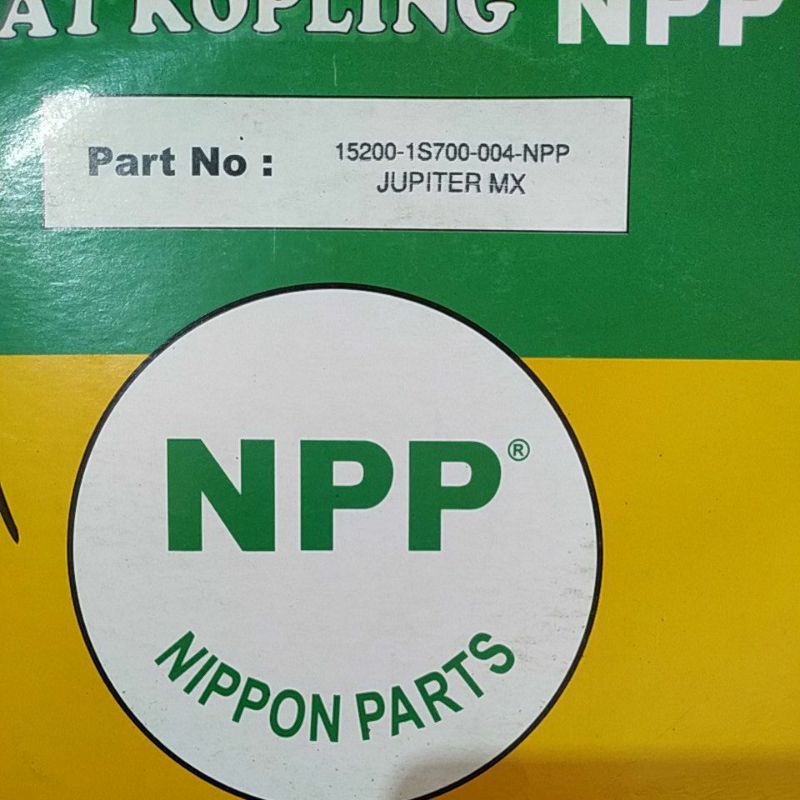 AT KOPLING NPP
Part No : 15200-1S700-004-NPP
JUPITER MX
NPP®
NIPPON PARTS